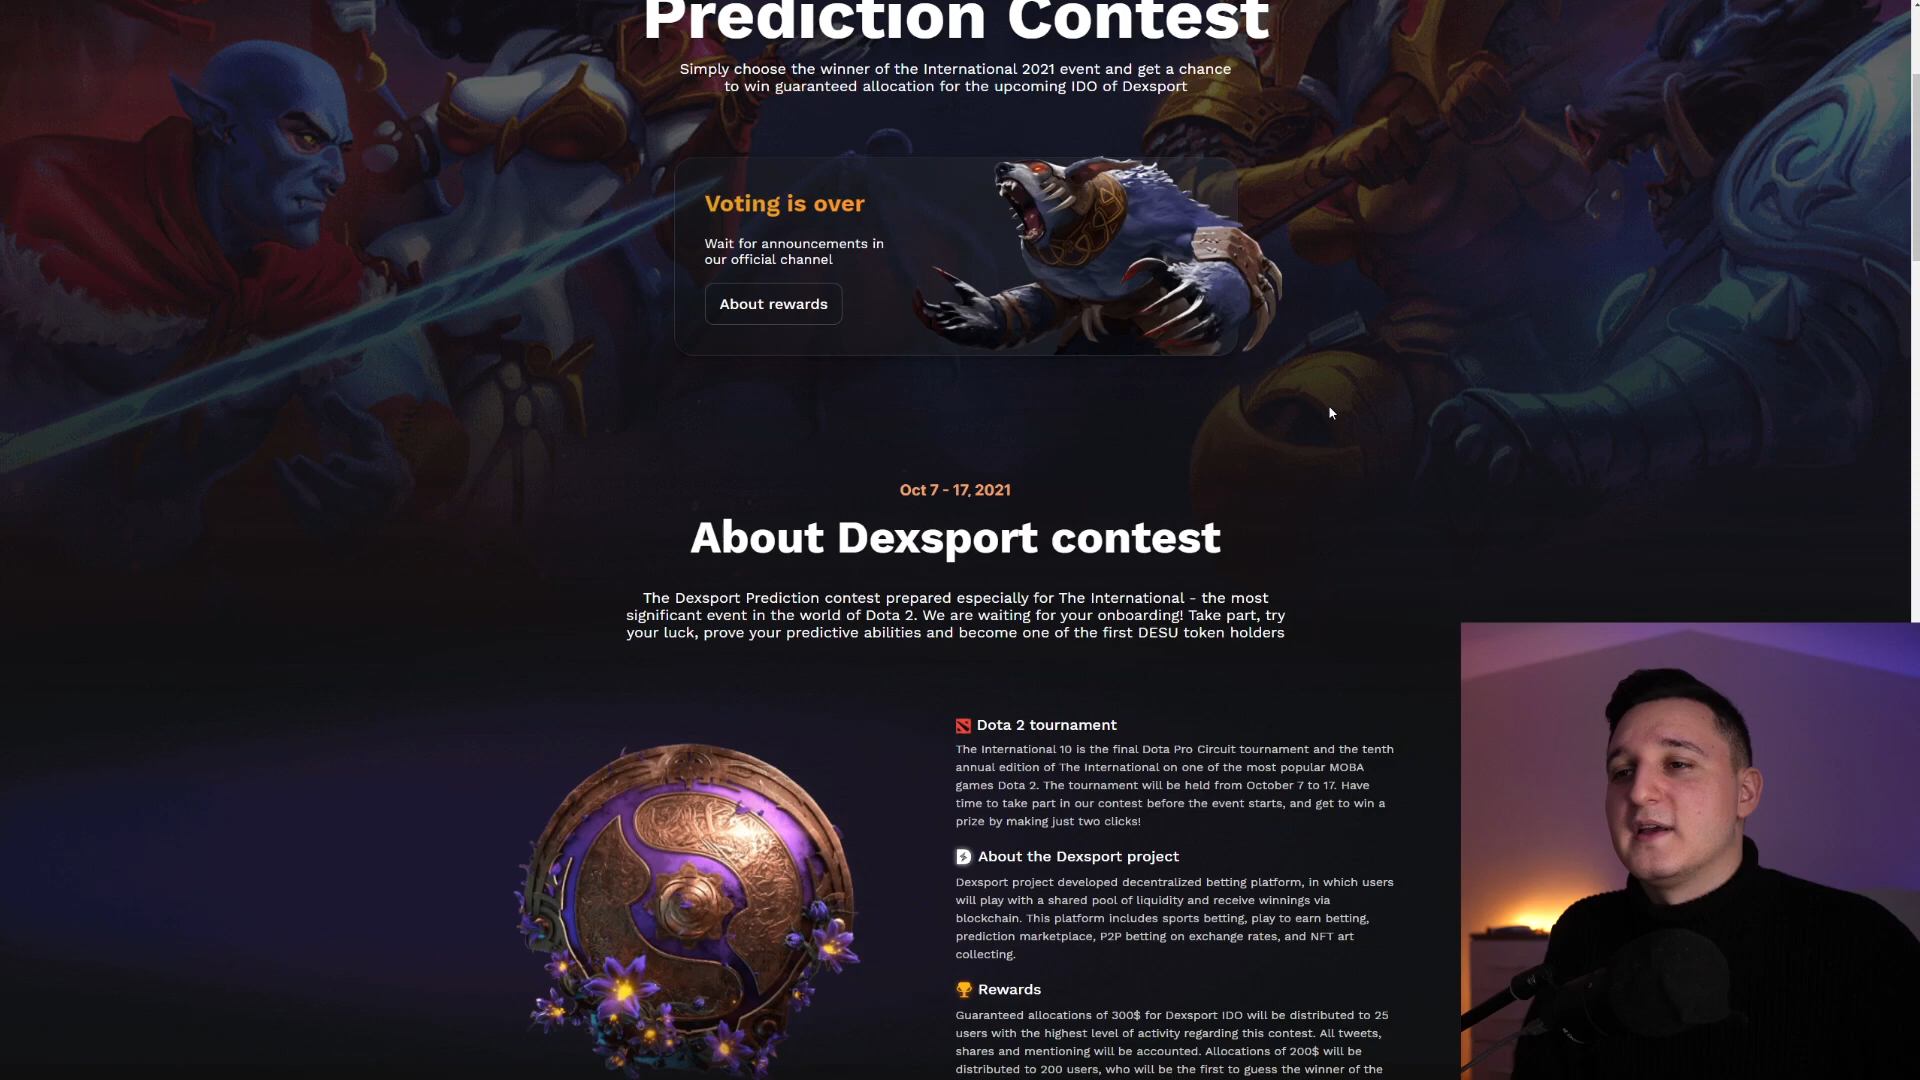 Prediction Contest
Simply choose the winner of the International 2021 event and get a chance
to win guaranteed allocation for the upcoming IDO of Dexsport
Voting is over
Wait for announcements in
our official channel
About rewards
Oct 7 - 17, 2021
About Dexsport contest
The Dexsport Prediction contest prepared especially for The International - the most
significant event in the world of Dota 2. We are waiting for your onboarding! Take part, try
your luck, prove your predictive abilities and become one of the first DESU token holders
Dota 2 tournament
The International 10 is the final Dota Pro Circuit tournament and the tenth
annual edition of The International on one of the most popular MOBA
games Dota 2. The tournament will be held from October 7 to 17. Have
time to take part in our contest before the event starts, and get to win a
prize by making just two clicks!
About the Dexsport project
Dexsport project developed decentralized betting platform, in which users
will play with a shared pool of liquidity and receive winnings via
blockchain. This platform includes sports betting, play to earn betting,
prediction marketplace, P2P betting on exchange rates, and NFT art
collecting.
Rewards
Guaranteed allocations of 300$ for Dexsport IDO will be distributed to 25
users with the highest level of activity regarding this contest. All tweets,
shares and mentioning will be accounted. Allocations of 200$ will be
distributed to 200 users, who will be the first to guess the winner of the